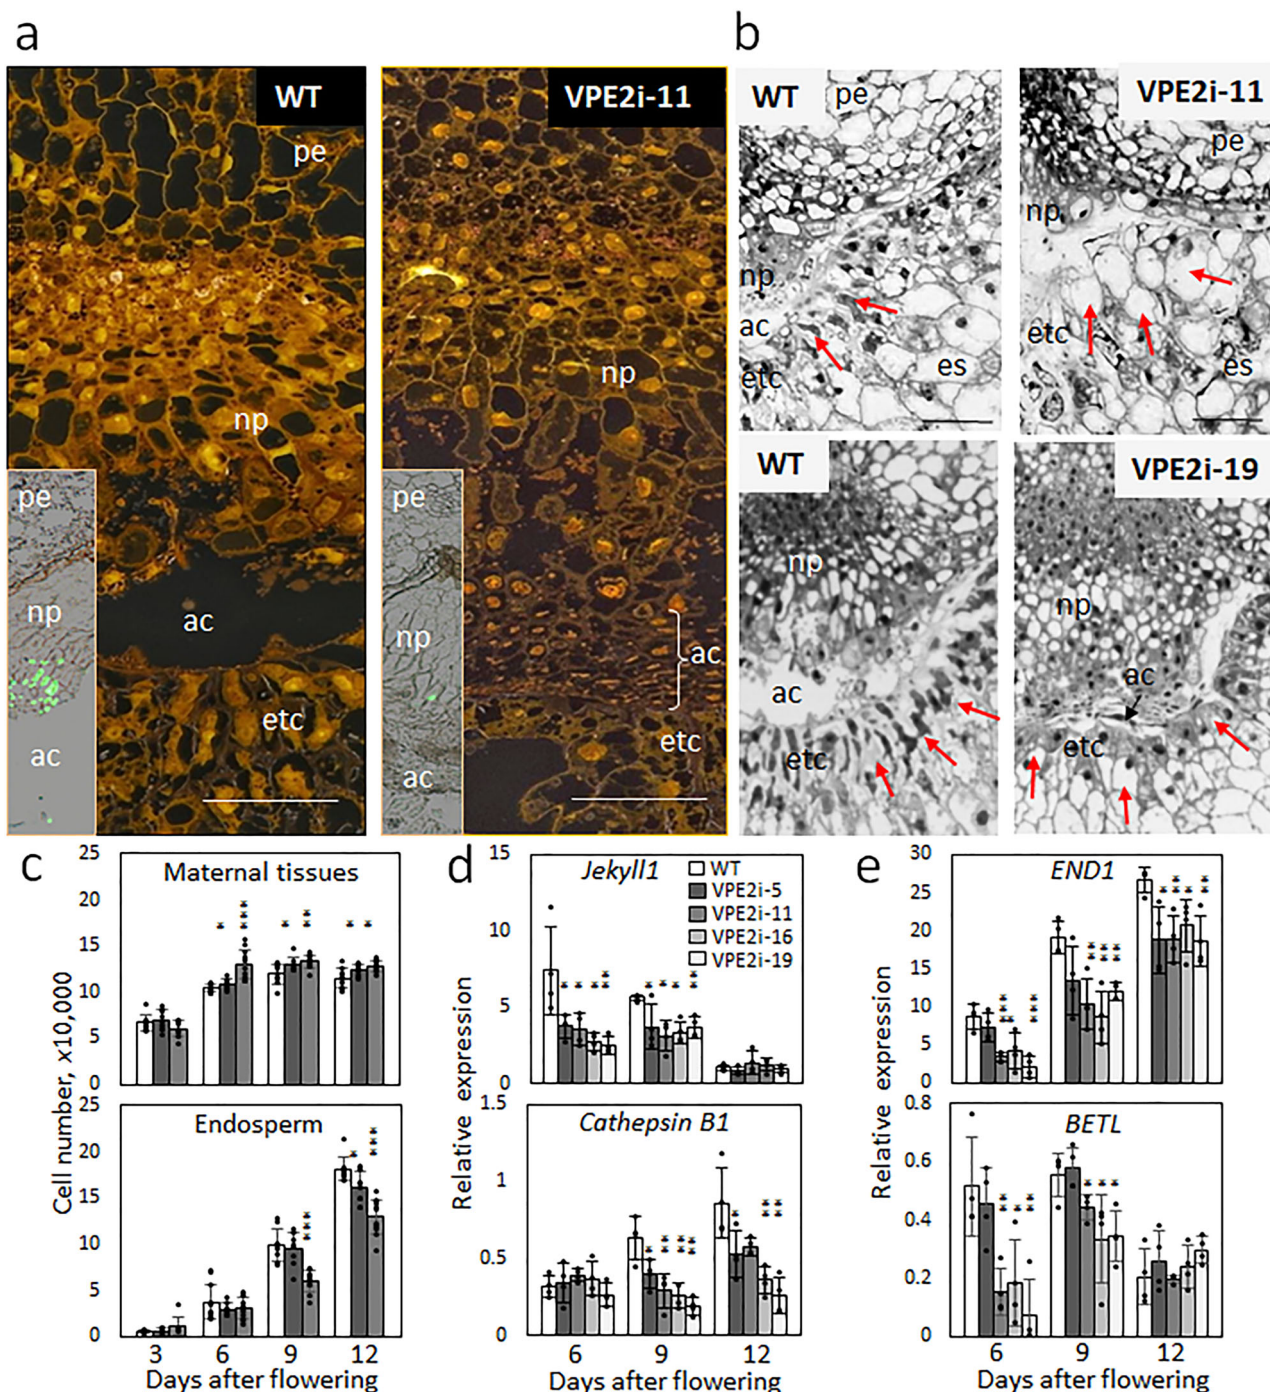 a
WT
pe
np
ac
etc
pe
np
ac
VPE2i-11
np
ac
etc
pe
np
ac
b
WT
pe
np
ac
etc
es
VPE2i-11
pe
np
etc
es
WT
np
ac
etc
VPE2i-19
np
ac
etc
c
Cell number, x10,000
Maternal tissues
25
20
15
10
5
0
* *** * ** * *
Endosperm
25
20
15
10
5
0
*** * ***
3 6 9 12
Days after flowering
d
Relative expression
Jekyll1
WT
VPE2i-5
VPE2i-11
VPE2i-16
VPE2i-19
15
10
5
0
* * ** ** * * * **
Cathepsin B1
1.5
1
0.5
0
* ** ** ** * ** **
6 9 12
Days after flowering
e
Relative expression
END1
30
25
20
15
10
5
0
BETL
0.8
0.6
0.4
0.2
0
6 9 12
Days after flowering